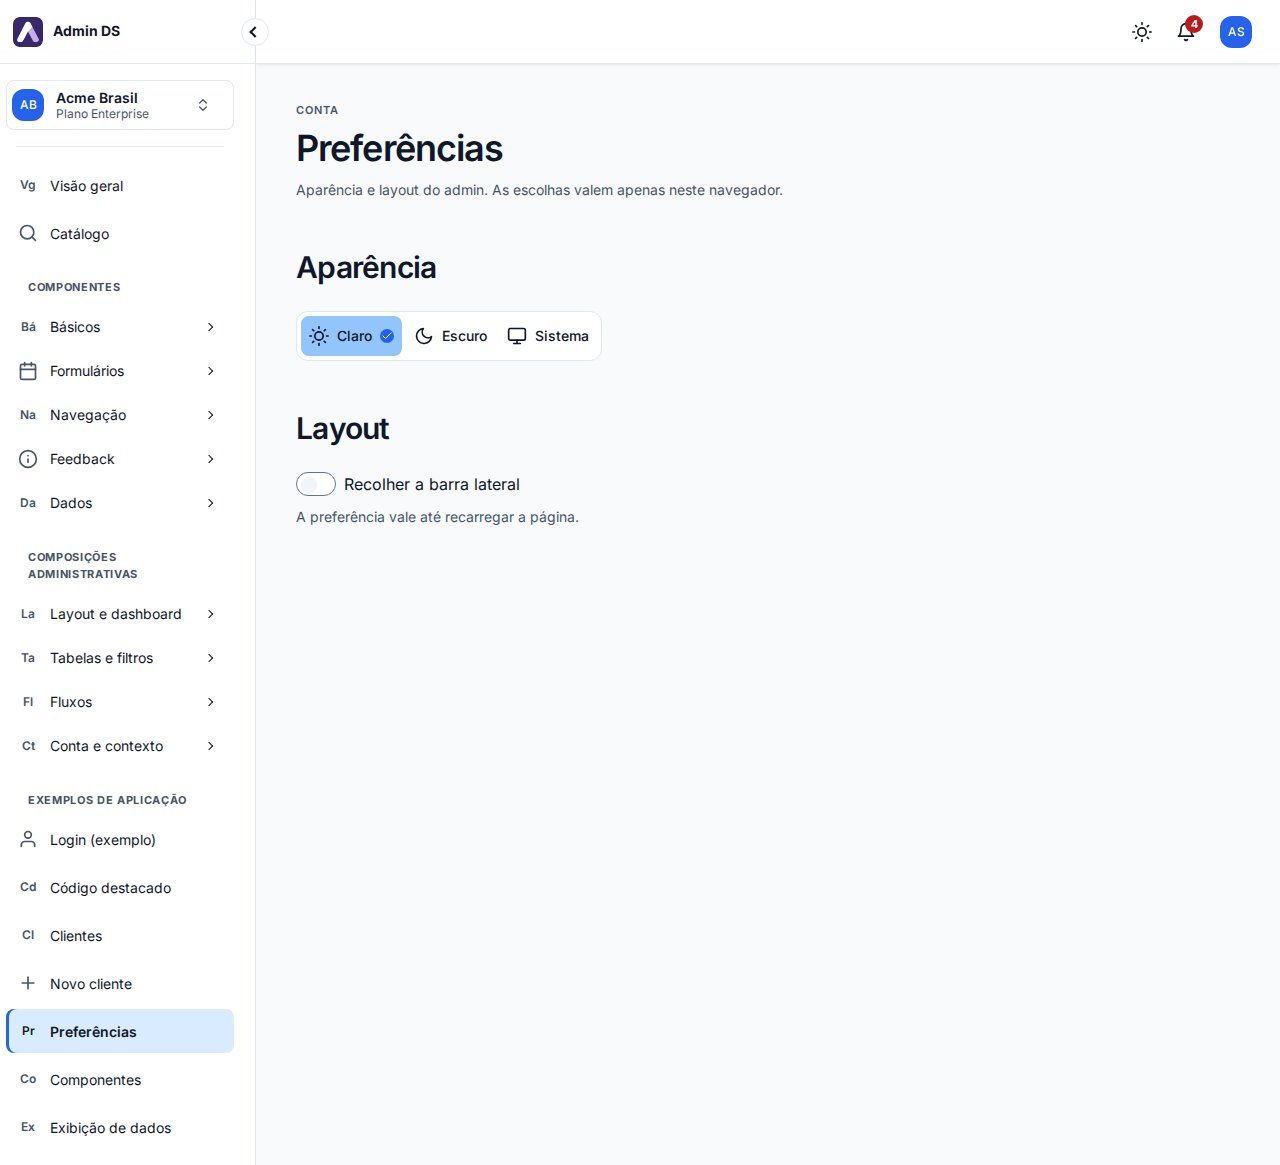 Admin DS
4
AS
AB
Acme Brasil
Plano Enterprise
Vg Visão geral
Catálogo
COMPONENTES
Bá Básicos
Formulários
Na Navegação
Feedback
Da Dados
COMPOSIÇÕES
ADMINISTRATIVAS
La Layout e dashboard
Ta Tabelas e filtros
Fl Fluxos
Ct Conta e contexto
EXEMPLOS DE APLICAÇÃO
Login (exemplo)
Cd Código destacado
Cl Clientes
Novo cliente
Pr Preferências
Co Componentes
Ex Exibição de dados
CONTA
Preferências
Aparência e layout do admin. As escolhas valem apenas neste navegador.
Aparência
Claro Escuro Sistema
Layout
Recolher a barra lateral
A preferência vale até recarregar a página.